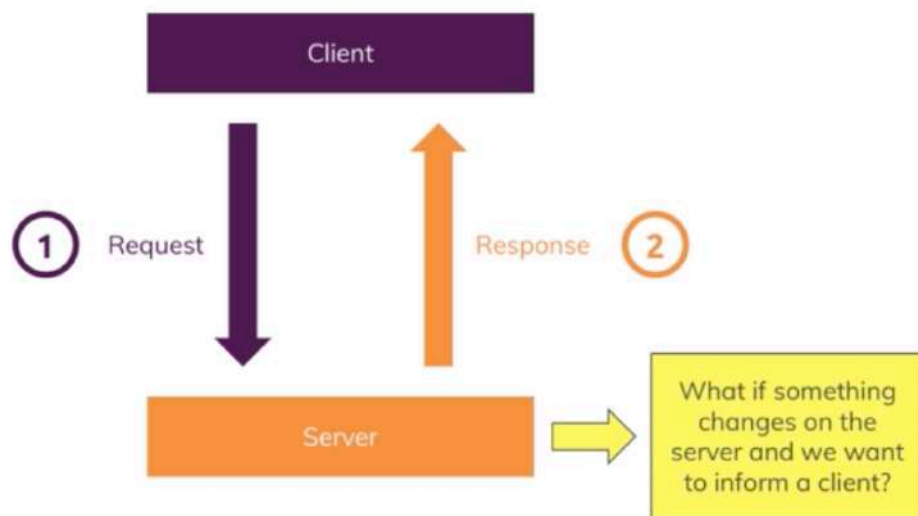 Client
1
Request
Response
2
Server
What if something
changes on the
server and we want
to inform a client?